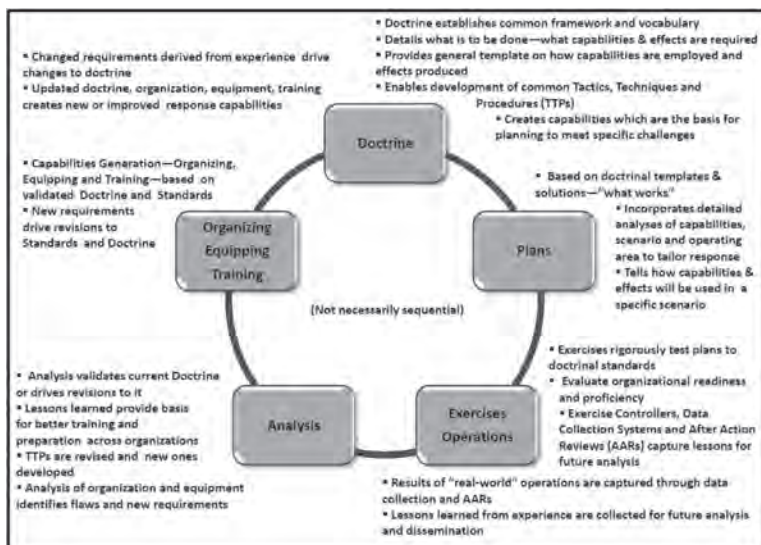 ▪ Doctrine establishes common framework and vocabulary
▪ Details what is to be done—what capabilities & effects are required
▪ Provides general template on how capabilities are employed and
effects produced
▪ Enables development of common Tactics, Techniques and
Procedures (TTPs)
▪ Creates capabilities which are the basis for
planning to meet specific challenges
▪ Changed requirements derived from experience drive
changes to doctrine
▪ Updated doctrine, organization, equipment, training
creates new or improved response capabilities
Doctrine
▪ Capabilities Generation—Organizing,
Equipping and Training—based on
validated Doctrine and Standards
▪ New requirements
drive revisions to
Standards and Doctrine
Organizing
Equipping
Training
▪ Based on doctrinal templates &
solutions—"what works"
▪ Incorporates detailed
analyses of capabilities,
scenario and operating
area to tailor response
▪ Tells how capabilities &
effects will be used in a
specific scenario
Plans
(Not necessarily sequential)
▪ Exercises rigorously test plans to
doctrinal standards
▪ Evaluate organizational readiness
and proficiency
▪ Exercise Controllers, Data
Collection Systems and After Action
Reviews (AARs) capture lessons for
future analysis
Exercises
Operations
▪ Analysis validates current Doctrine
or drives revisions to it
▪ Lessons learned provide basis
for better training and
preparation across organizations
▪ TTPs are revised and new ones
developed
▪ Analysis of organization and equipment
identifies flaws and new requirements
Analysis
▪ Results of "real-world" operations are captured through data
collection and AARs
▪ Lessons learned from experience are collected for future analysis
and dissemination